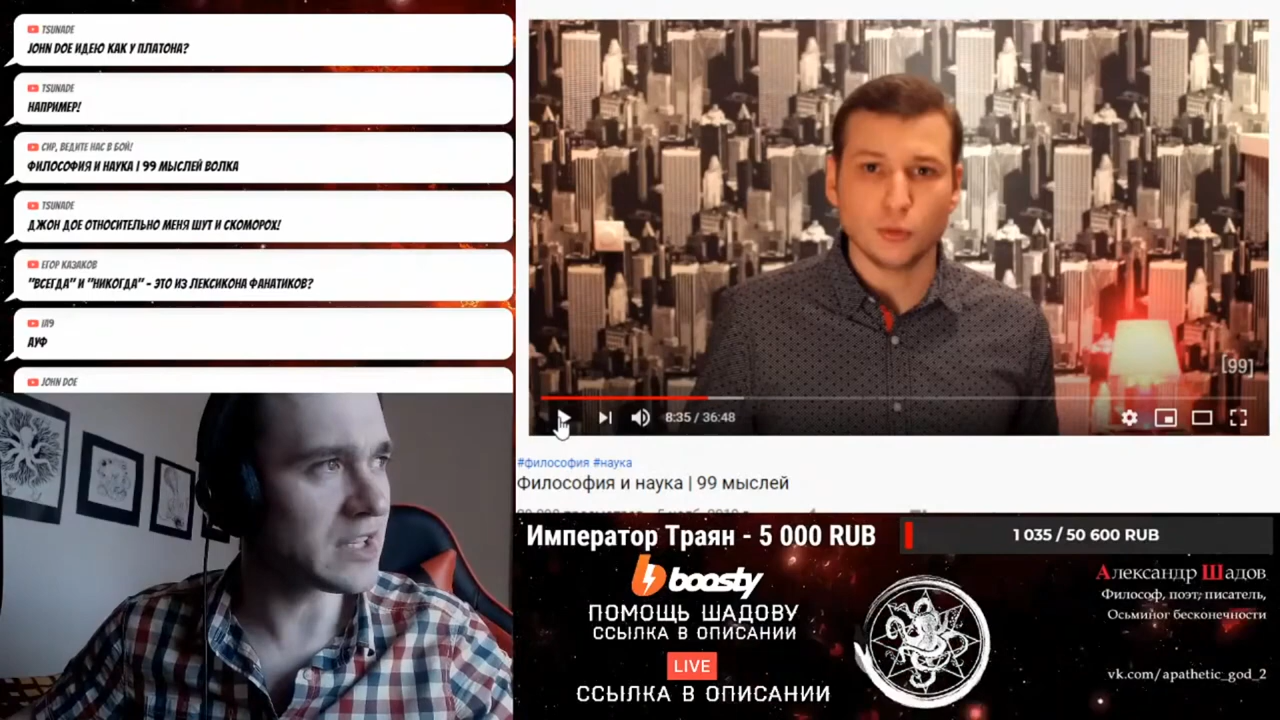 TSUNADE
JOHN DOE ИДЕЮ КАК У ПЛАТОНА?
TSUNADE
НАПРИМЕР!
СИР, ВЕДИТЕ НАС В БОЙ!
ФИЛОСОФИЯ И НАУКА | 99 МЫСЛЕЙ ВОЛКА
TSUNADE
ДЖОН ДОЕ ОТНОСИТЕЛЬНО МЕНЯ ШУТ И СКОМОРОХ!
ЕГОР КАЗАКОВ
"ВСЕГДА" И "НИКОГДА" - ЭТО ИЗ ЛЕКСИКОНА ФАНАТИКОВ?
IA9
АУФ
JOHN DOE
[99]
8:35 / 36:48
#философия #наука
Философия и наука | 99 мыслей
Император Траян - 5 000 RUB
1 035 / 50 600 RUB
boosty
ПОМОЩЬ ШАДОВУ
ССЫЛКА В ОПИСАНИИ
LIVE
ССЫЛКА В ОПИСАНИИ
Александр Шадов
Философ, поэт, писатель,
Осьминог бесконечности
vk.com/apathetic_god_2